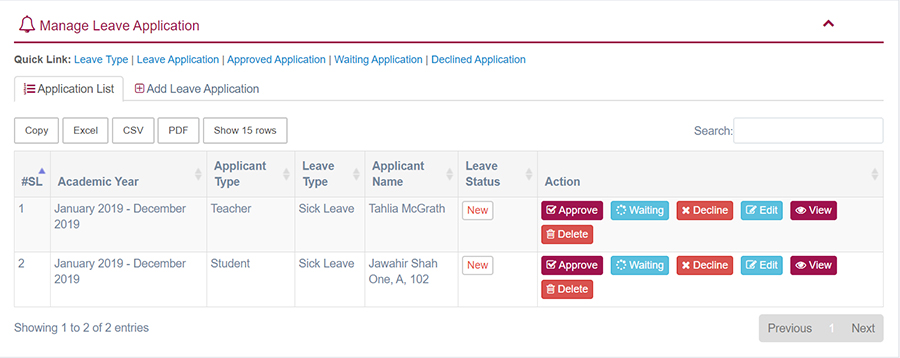 Manage Leave Application
Quick Link: Leave Type | Leave Application | Approved Application | Waiting Application | Declined Application
Application List Add Leave Application
Copy Excel CSV PDF Show 15 rows Search:
#SL Academic Year Applicant Type Leave Type Applicant Name Leave Status Action
1 January 2019 - December 2019 Teacher Sick Leave Tahlia McGrath New Approve Waiting Decline Edit View
Delete
2 January 2019 - December 2019 Student Sick Leave Jawahir Shah One, A, 102 New Approve Waiting Decline Edit View
Delete
Showing 1 to 2 of 2 entries Previous 1 Next